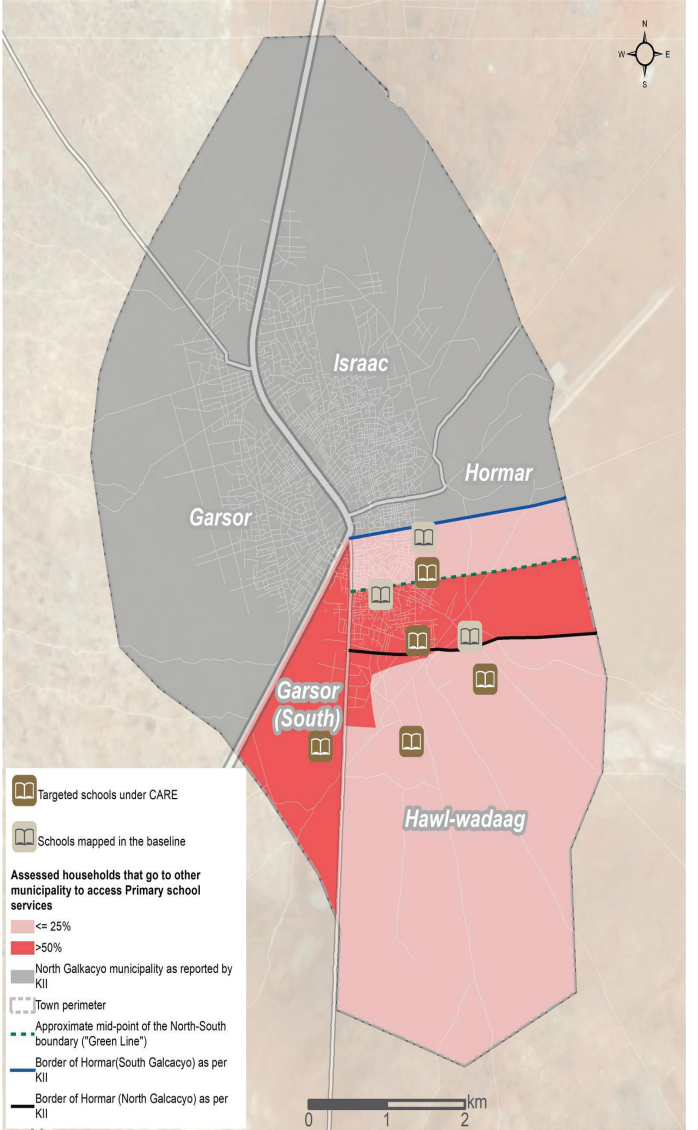 N
W E
S
Israac
Hormar
Garsor
Garsor
(South)
Hawl-wadaag
Targeted schools under CARE
Schools mapped in the baseline
Assessed households that go to other
municipality to access Primary school
services
<= 25%
>50%
North Galkacyo municipality as reported by
KII
Town perimeter
Approximate mid-point of the North-South
boundary ("Green Line")
Border of Hormar(South Galcacyo) as per
KII
Border of Hormar (North Galcacyo) as per
KII
km
0 1 2